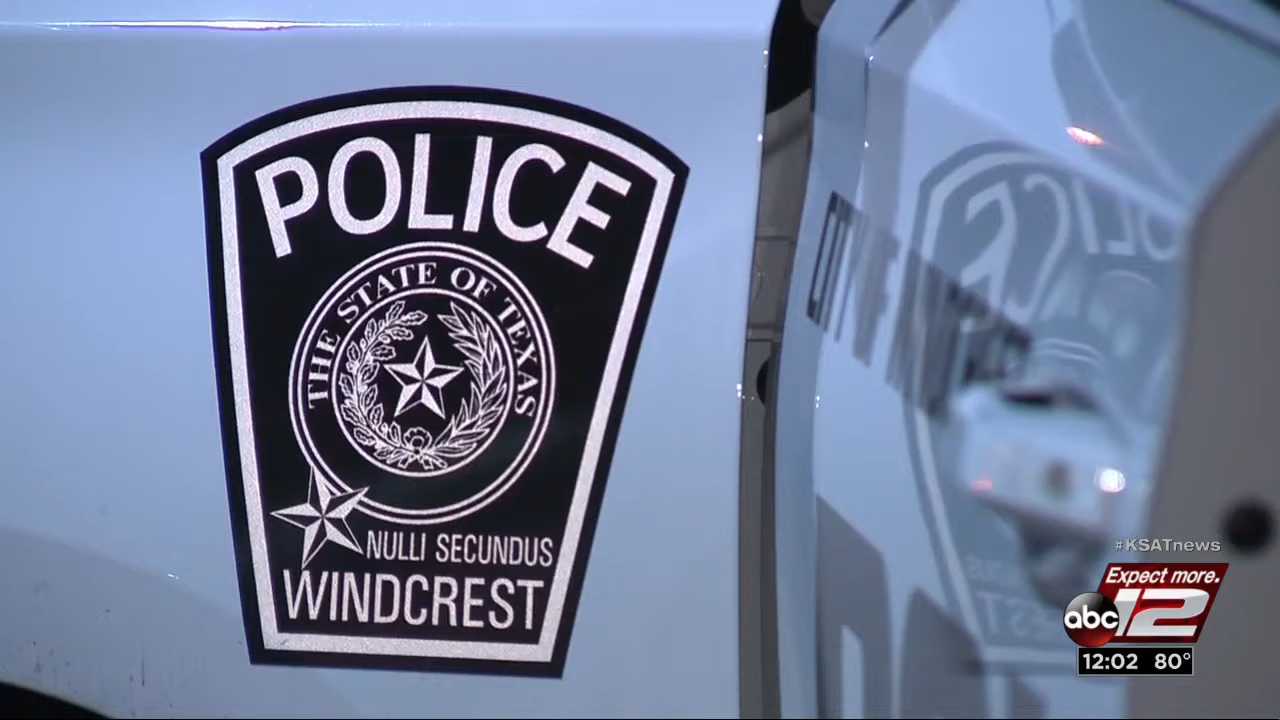 POLICE
THE STATE OF TEXAS
NULLI SECUNDUS
WINDCREST
#KSATnews
Expect more.
abc 12
12:02 80°